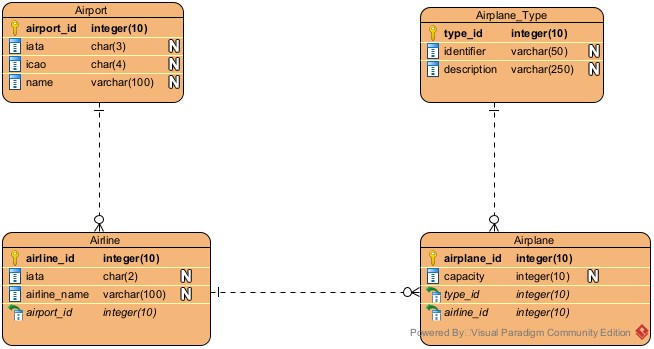 Airport
airport_id integer(10)
iata char(3) N
icao char(4) N
name varchar(100) N
Airplane_Type
type_id integer(10)
identifier varchar(50) N
description varchar(250) N
Airline
airline_id integer(10)
iata char(2) N
airline_name varchar(100) N
airport_id integer(10)
Airplane
airplane_id integer(10)
capacity integer(10) N
type_id integer(10)
airline_id integer(10)
Powered By: Visual Paradigm Community Edition